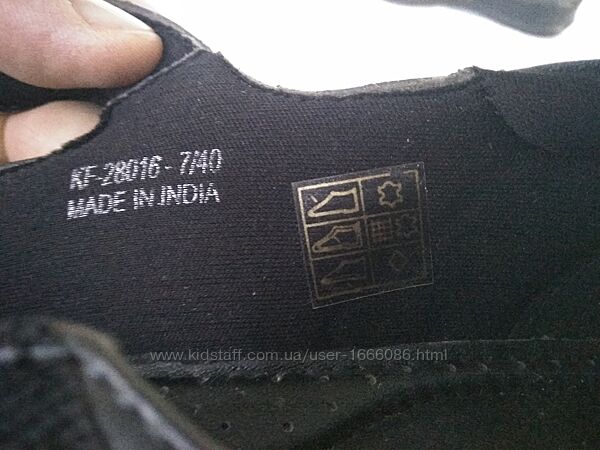 KF-28016 - 7/40
MADE IN INDIA
www.kidstaff.com.ua/user-1666086.html